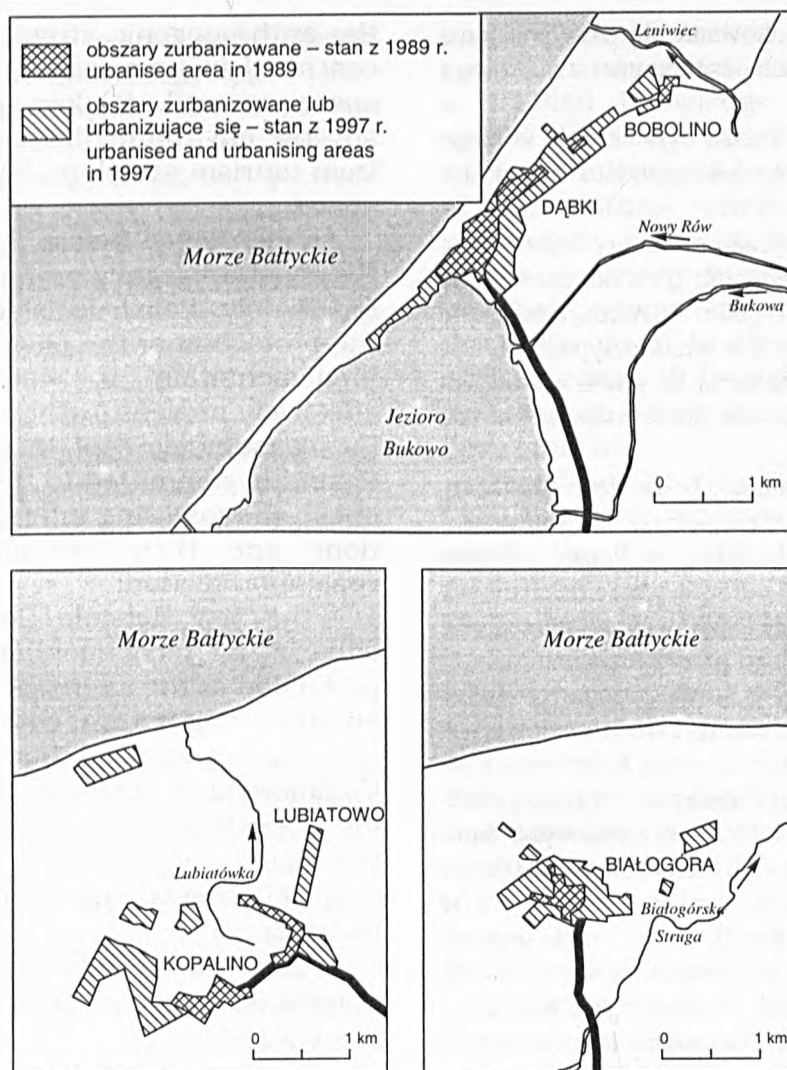 obszary zurbanizowane – stan z 1989 r.
urbanised area in 1989
obszary zurbanizowane lub
urbanizujące się – stan z 1997 r.
urbanised and urbanising areas
in 1997
Leniwiec
BOBOLINO
DĄBKI
Morze Bałtyckie
Nowy Rów
Bukowa
Jezioro
Bukowo
0 1 km
Morze Bałtyckie
LUBIATOWO
Lubiatówka
KOPALINO
0 1 km
Morze Bałtyckie
BIAŁOGÓRA
Białogórska
Struga
0 1 km